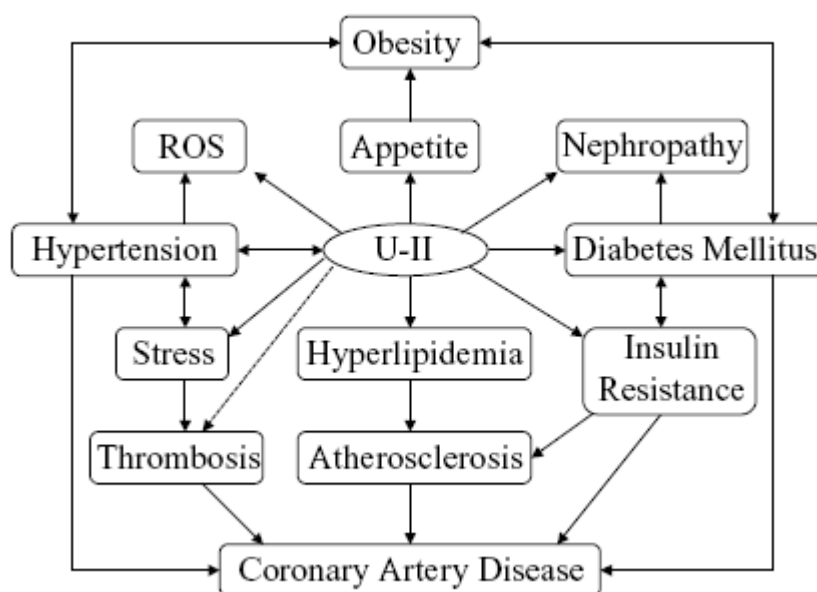 Obesity
ROS
Appetite
Nephropathy
Hypertension
U-II
Diabetes Mellitus
Stress
Hyperlipidemia
Insulin
Resistance
Thrombosis
Atherosclerosis
Coronary Artery Disease